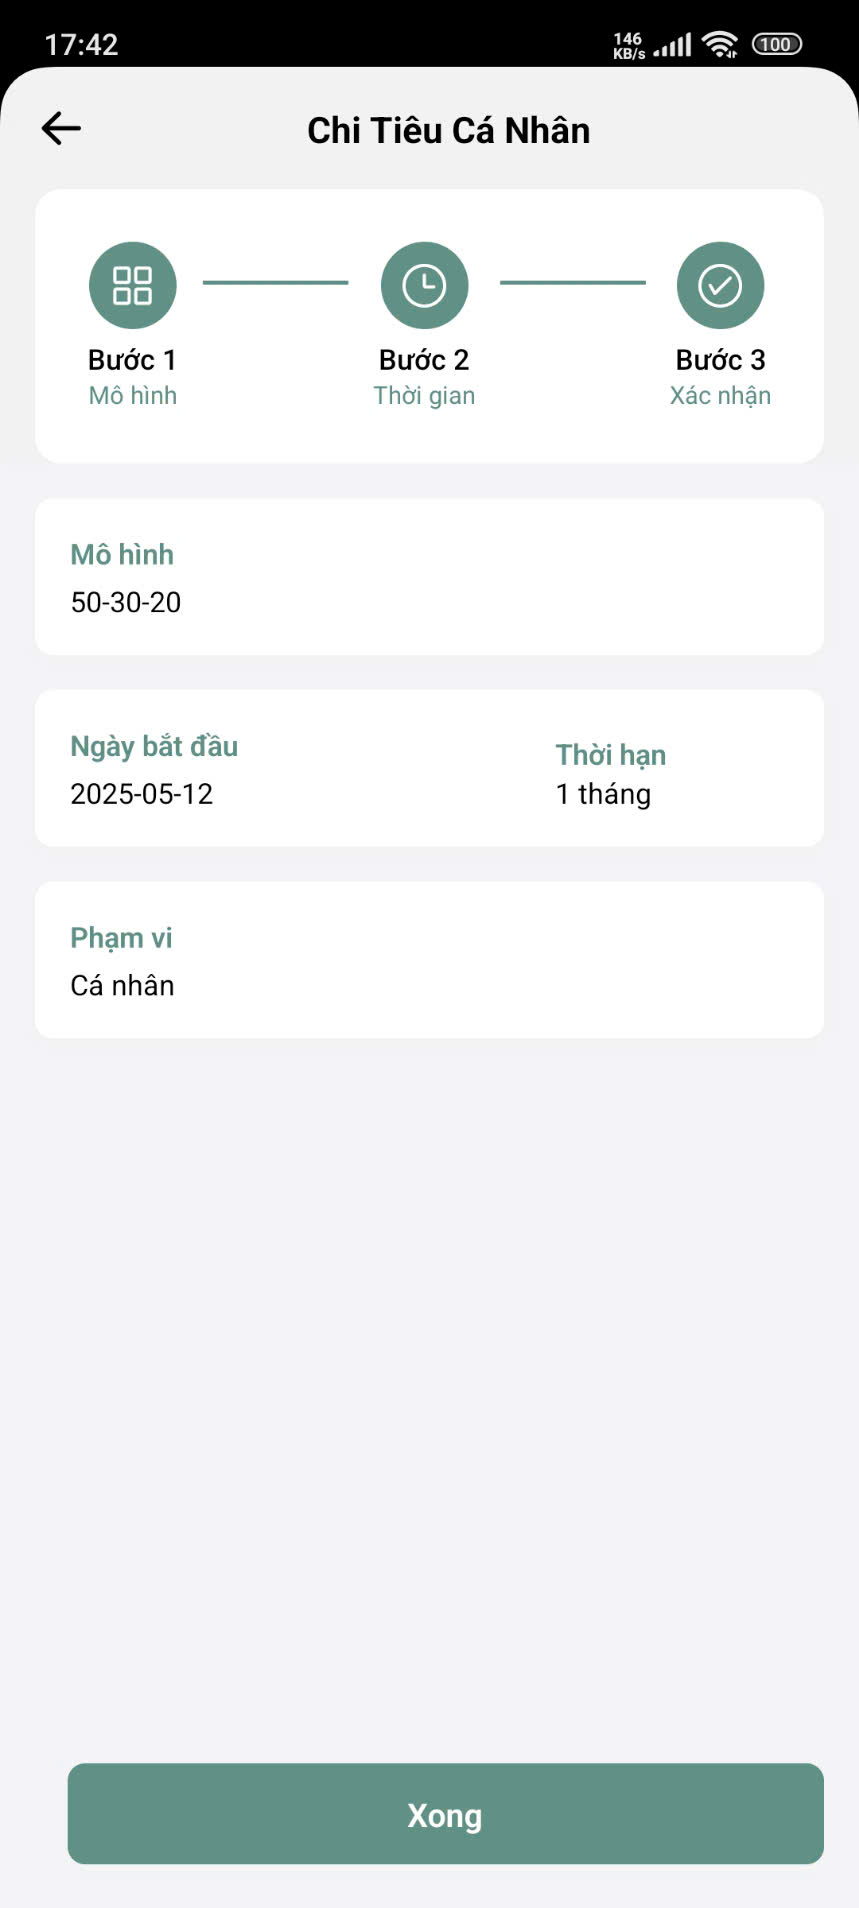 17:42
146
KB/s
100
Chi Tiêu Cá Nhân
Bước 1
Mô hình
Bước 2
Thời gian
Bước 3
Xác nhận
Mô hình
50-30-20
Ngày bắt đầu
2025-05-12
Thời hạn
1 tháng
Phạm vi
Cá nhân
Xong